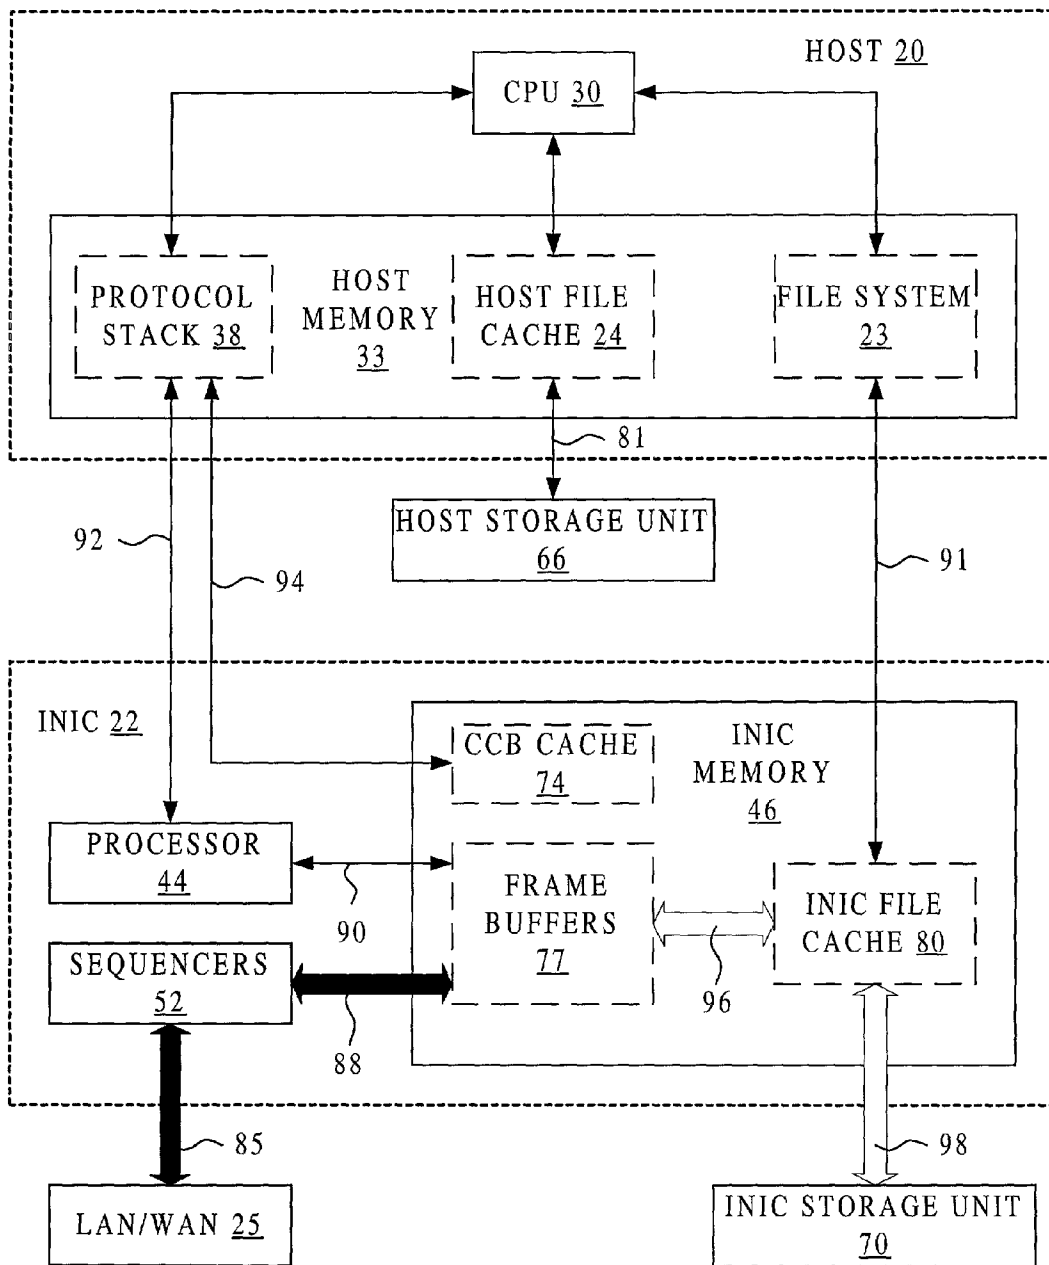 HOST 20
CPU 30
PROTOCOL
STACK 38
HOST
MEMORY
33
HOST FILE
CACHE 24
FILE SYSTEM
23
81
HOST STORAGE UNIT
66
92
94
91
INIC 22
CCB CACHE
74
INIC
MEMORY
46
PROCESSOR
44
90
FRAME
BUFFERS
77
96
INIC FILE
CACHE 80
SEQUENCERS
52
88
85
98
LAN/WAN 25
INIC STORAGE UNIT
70